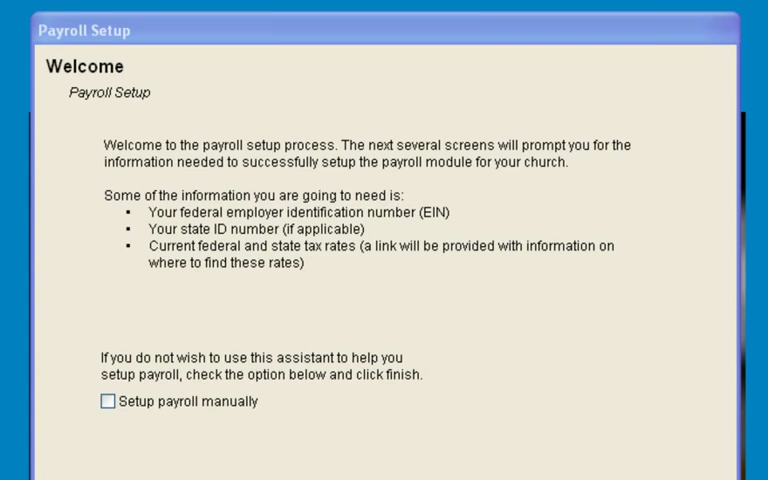 Payroll Setup
Welcome
Payroll Setup
Welcome to the payroll setup process. The next several screens will prompt you for the
information needed to successfully setup the payroll module for your church.
Some of the information you are going to need is:
▪ Your federal employer identification number (EIN)
▪ Your state ID number (if applicable)
▪ Current federal and state tax rates (a link will be provided with information on
where to find these rates)
If you do not wish to use this assistant to help you
setup payroll, check the option below and click finish.
Setup payroll manually